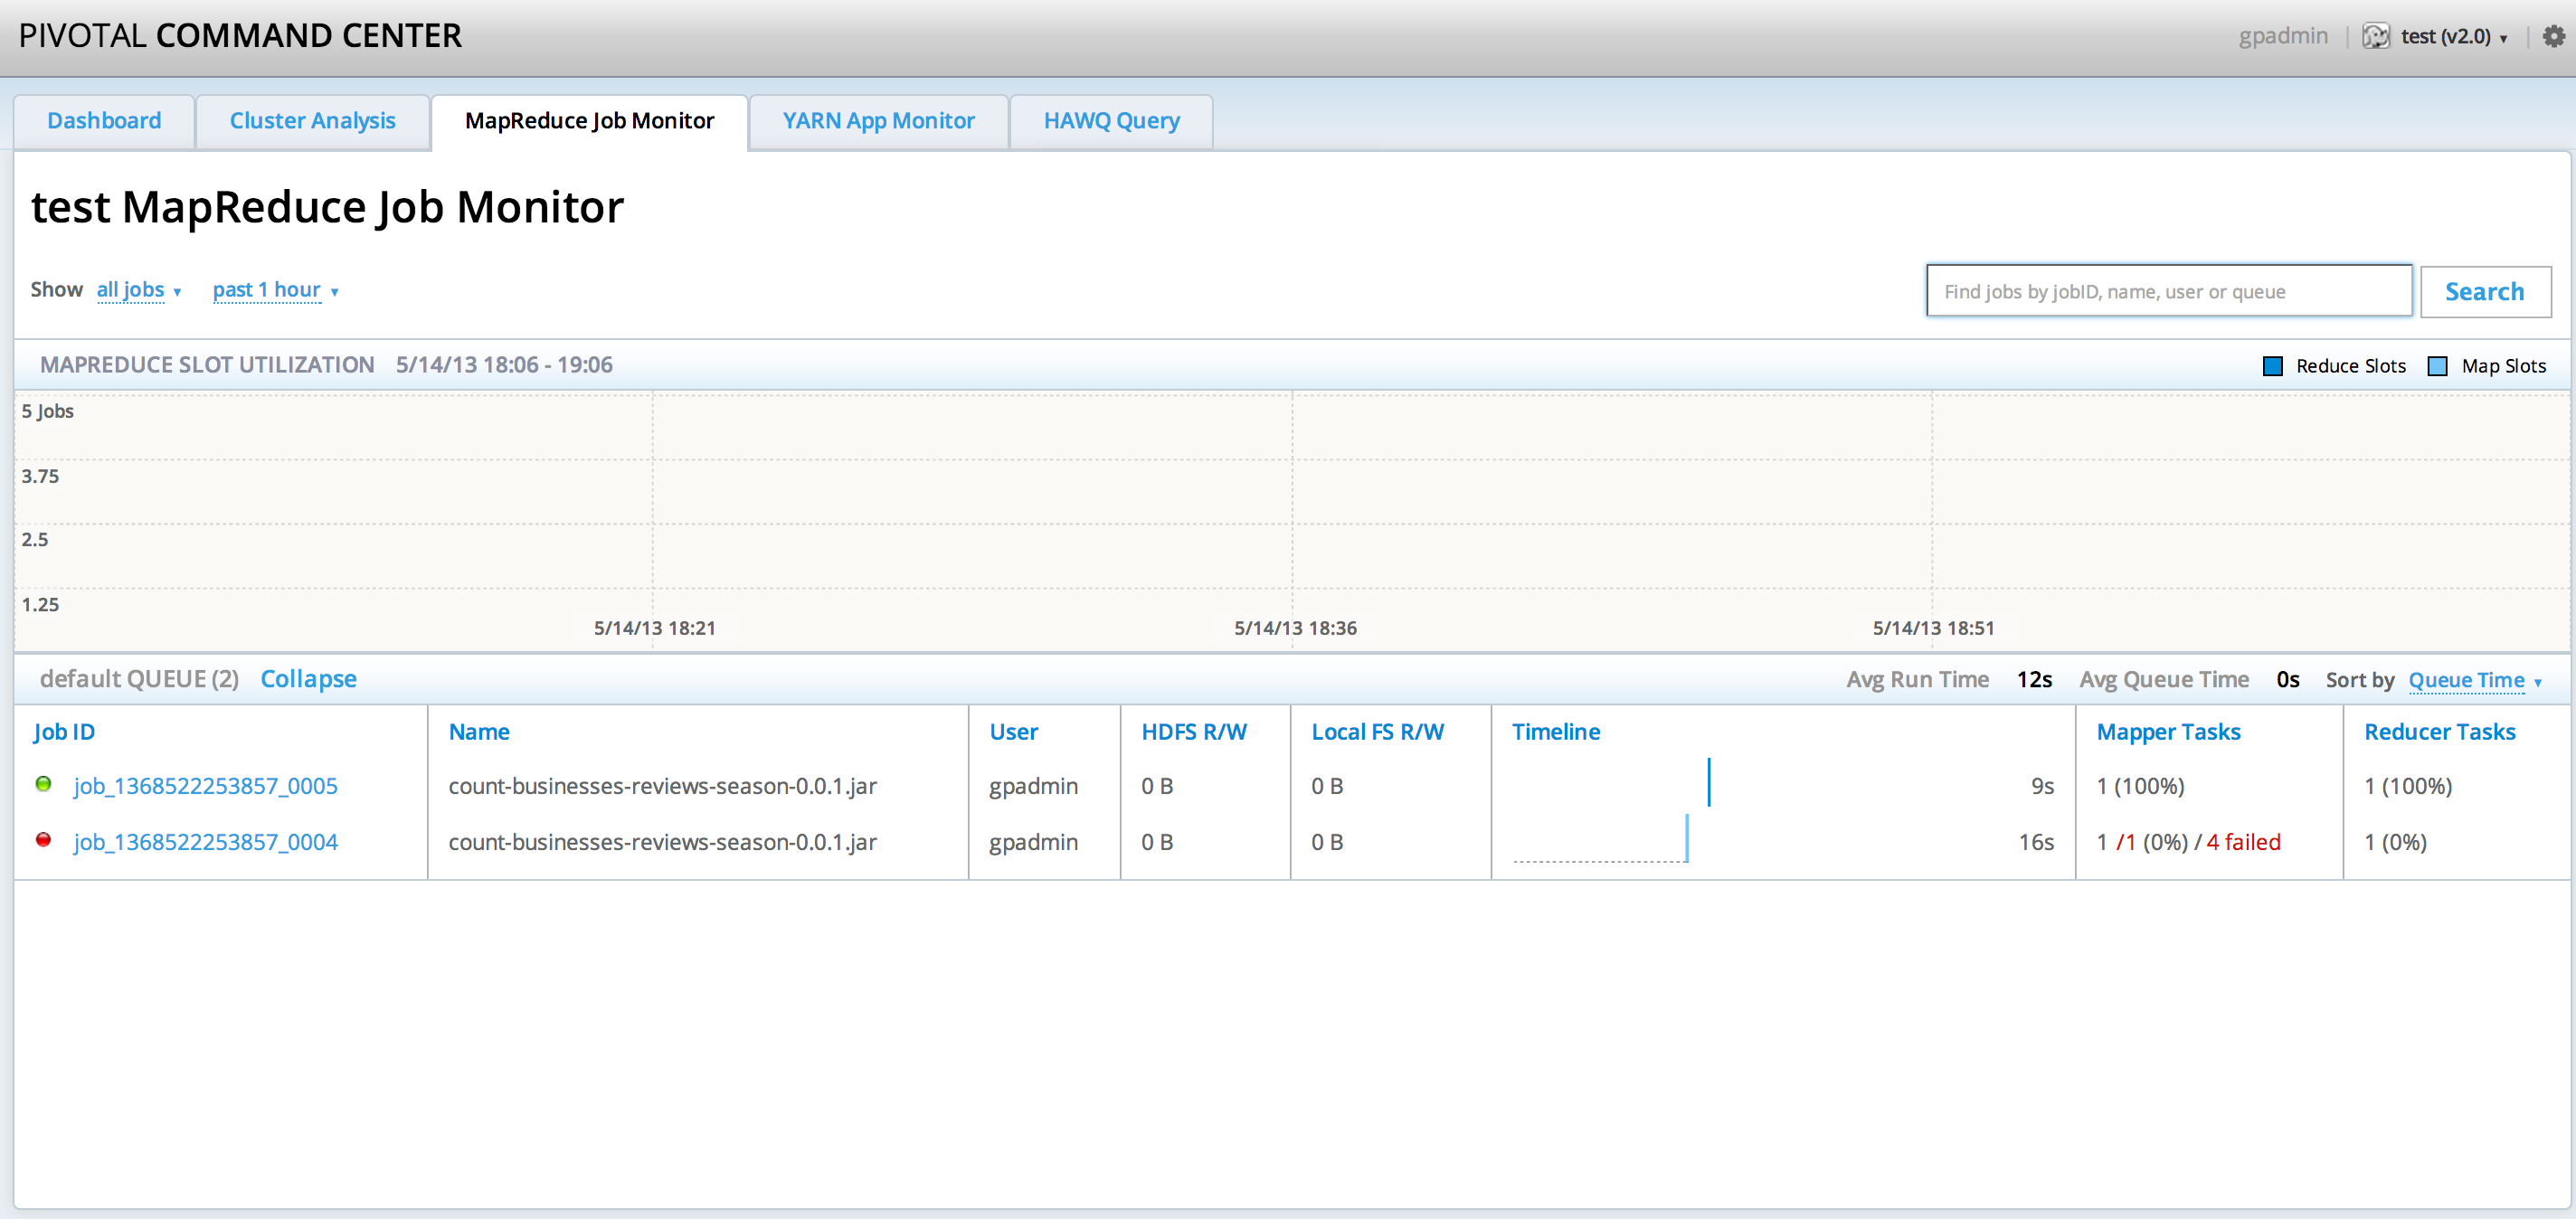 PIVOTAL COMMAND CENTER
gpadmin test (v2.0)
Dashboard Cluster Analysis MapReduce Job Monitor YARN App Monitor HAWQ Query
test MapReduce Job Monitor
Show all jobs past 1 hour Find jobs by jobID, name, user or queue Search
MAPREDUCE SLOT UTILIZATION 5/14/13 18:06 - 19:06 Reduce Slots Map Slots
5 Jobs
3.75
2.5
1.25
5/14/13 18:21 5/14/13 18:36 5/14/13 18:51
default QUEUE (2) Collapse Avg Run Time 12s Avg Queue Time 0s Sort by Queue Time
Job ID Name User HDFS R/W Local FS R/W Timeline Mapper Tasks Reducer Tasks
job_1368522253857_0005 count-businesses-reviews-season-0.0.1.jar gpadmin 0 B 0 B 9s 1 (100%) 1 (100%)
job_1368522253857_0004 count-businesses-reviews-season-0.0.1.jar gpadmin 0 B 0 B 16s 1 /1 (0%) / 4 failed 1 (0%)